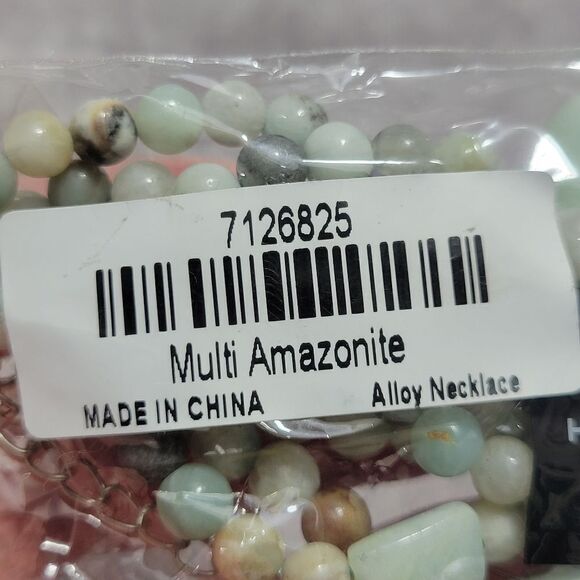 7126825
Multi Amazonite
MADE IN CHINA Alloy Necklace
H